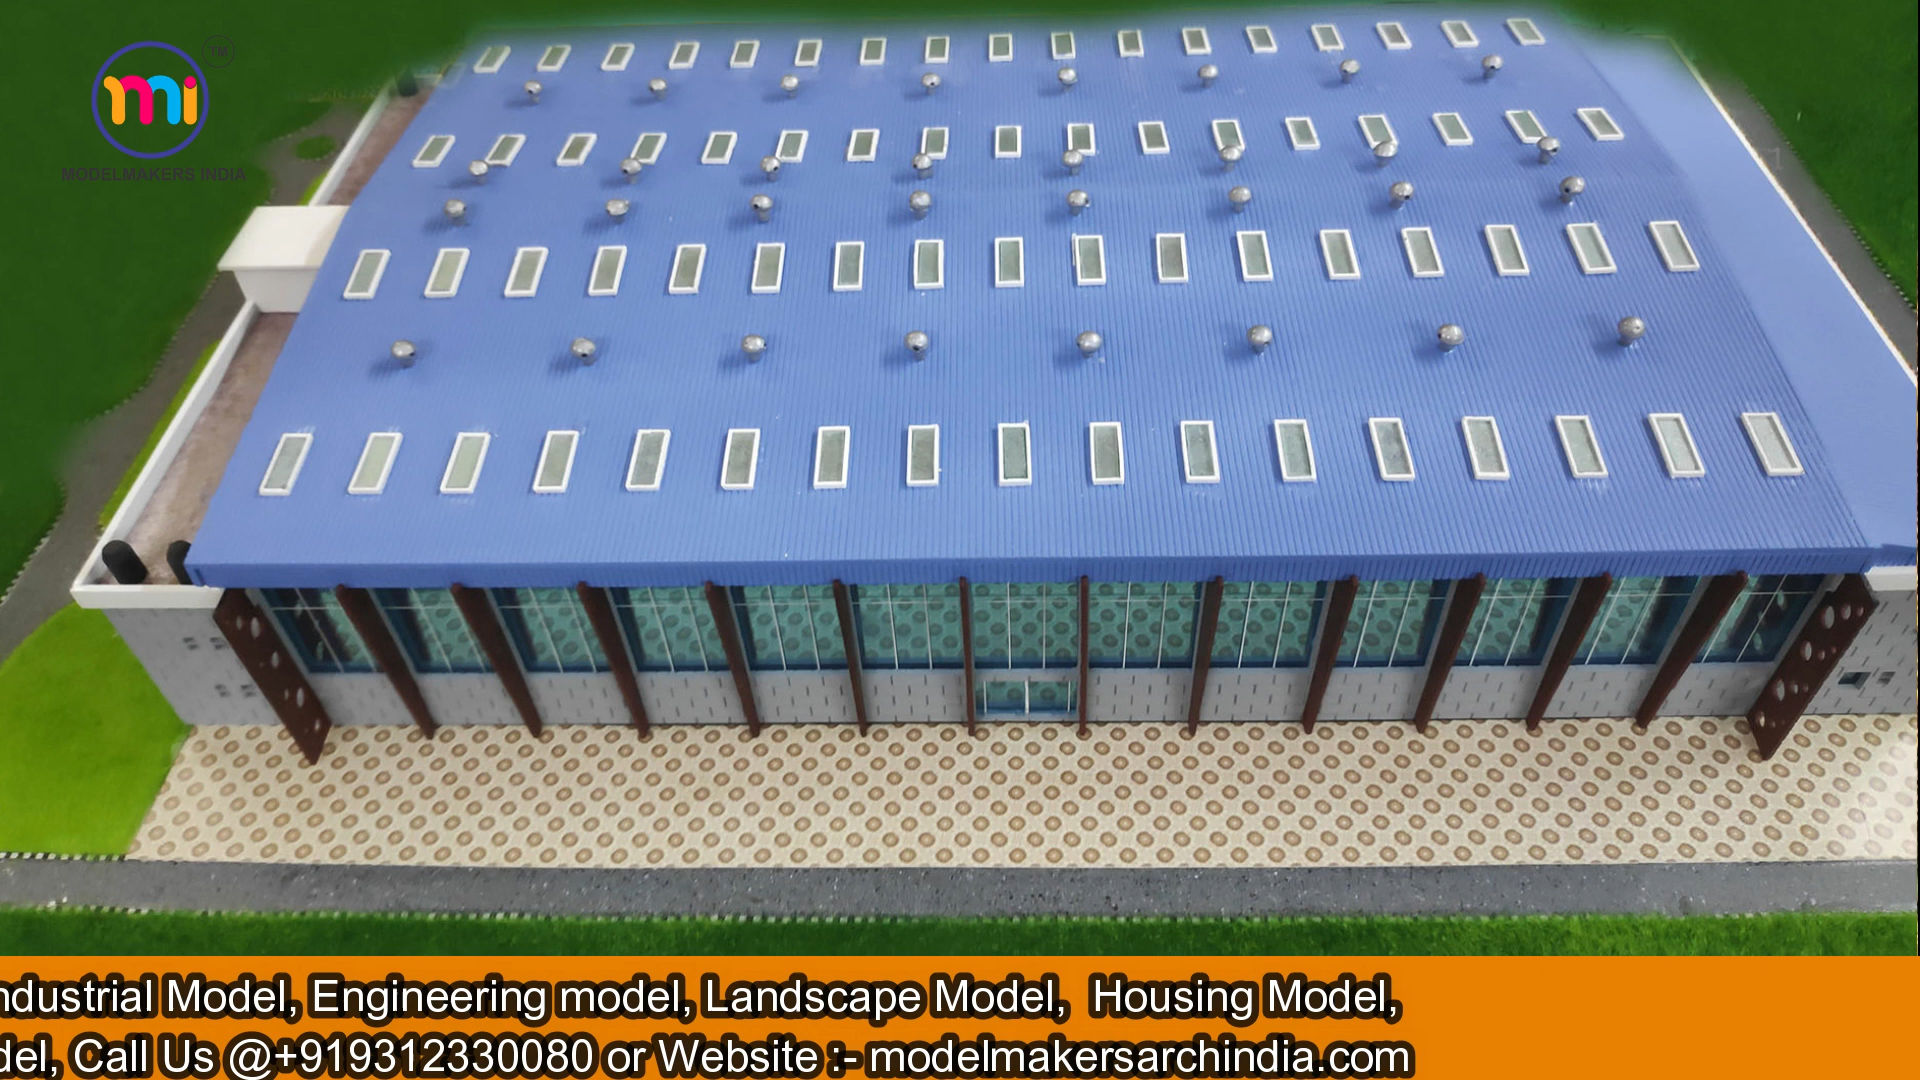 mi
TM
MODELMAKERS INDIA
ndustrial Model, Engineering model, Landscape Model, Housing Model,
del, Call Us @+919312330080 or Website :- modelmakersarchindia.com